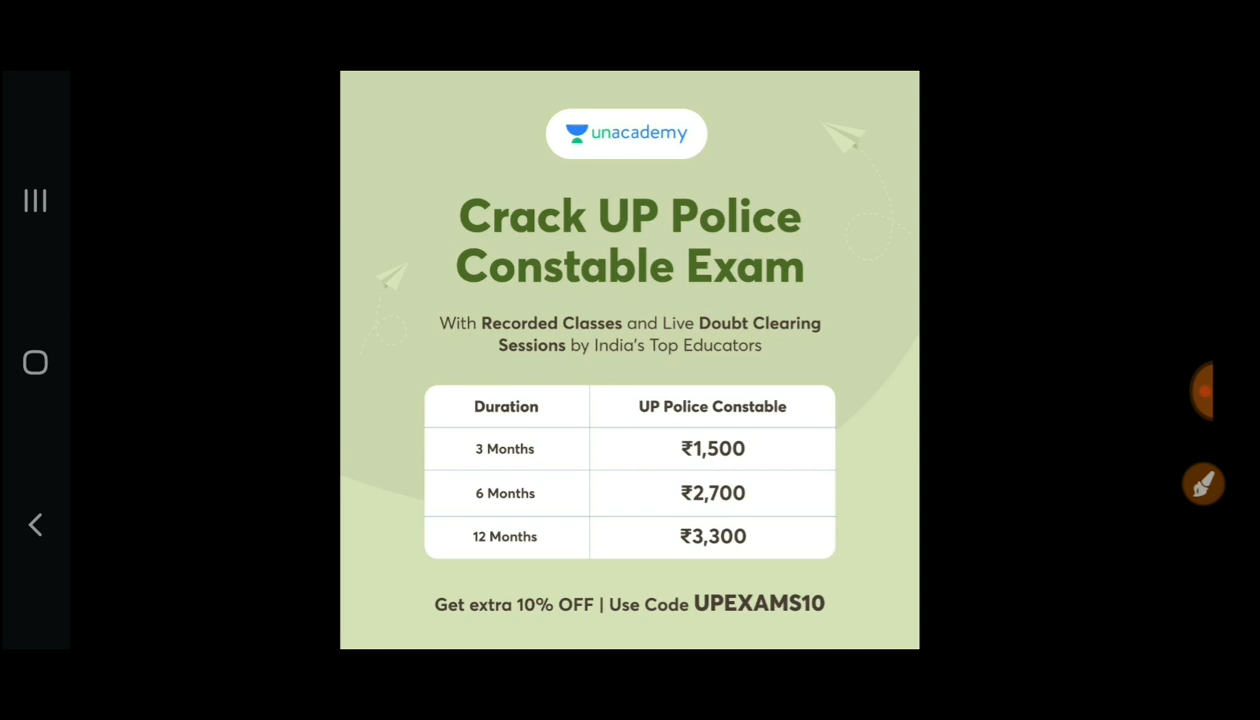 unacademy
Crack UP Police
Constable Exam
With Recorded Classes and Live Doubt Clearing
Sessions by India's Top Educators
Duration UP Police Constable
3 Months ₹1,500
6 Months ₹2,700
12 Months ₹3,300
Get extra 10% OFF | Use Code UPEXAMS10